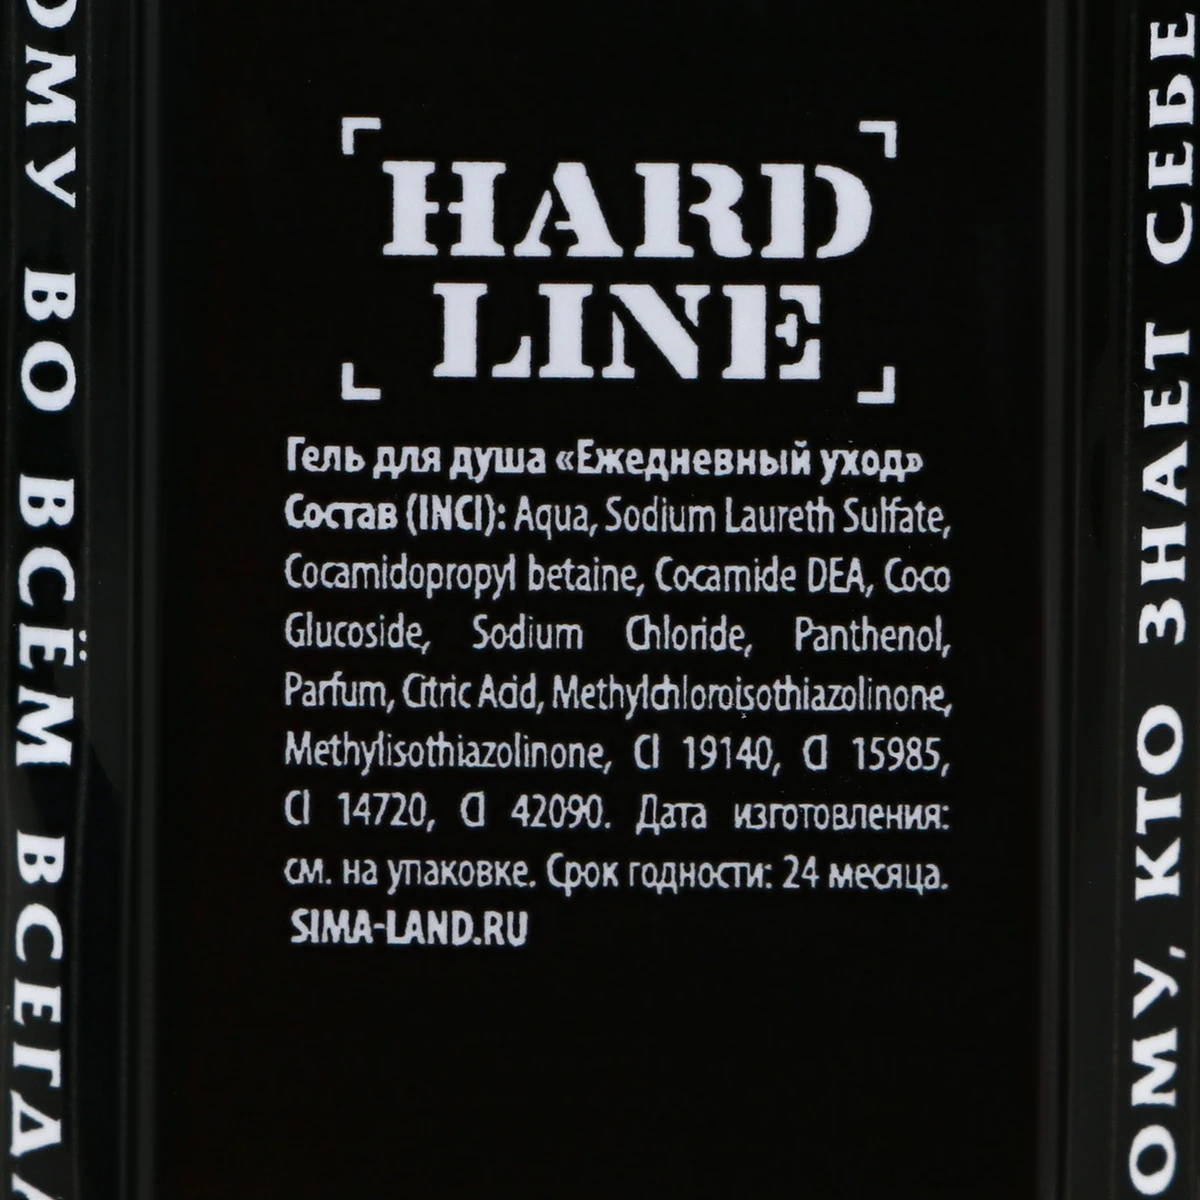 HARD
LINE
Гель для душа «Ежедневный уход»
Состав (INCI): Aqua, Sodium Laureth Sulfate,
Cocamidopropyl betaine, Cocamide DEA, Coco
Glucoside, Sodium Chloride, Panthenol,
Parfum, Citric Acid, Methylchloroisothiazolinone,
Methylisothiazolinone, CI 19140, CI 15985,
CI 14720, CI 42090. Дата изготовления:
см. на упаковке. Срок годности: 24 месяца.
SIMA-LAND.RU
ОМУ ВО ВСЁМ ВСЕГДА
ОМУ, КТО ЗНАЕТ СЕБЕ